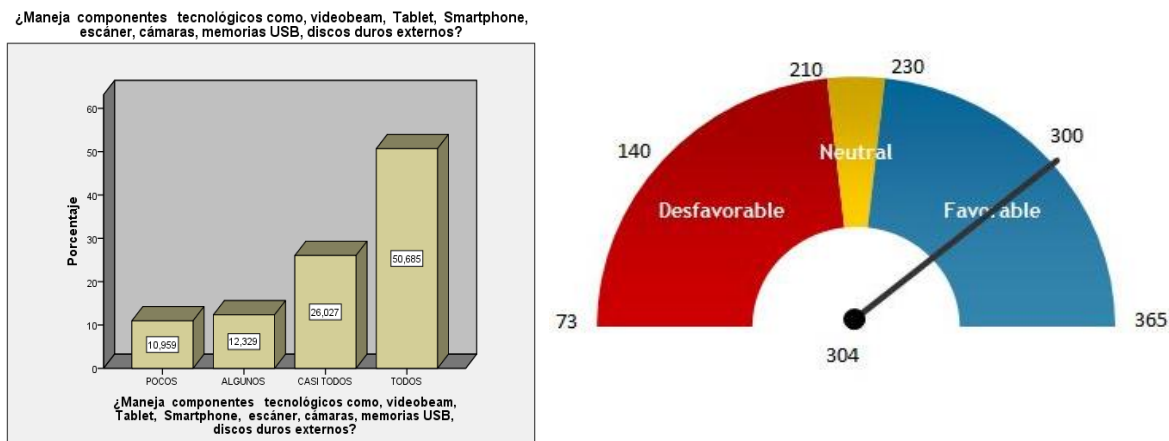 ¿Maneja componentes tecnológicos como, videobeam, Tablet, Smartphone,
escáner, cámaras, memorias USB, discos duros externos?
Porcentaje
60
50
40
30
20
10
0
10,959
12,329
26,027
50,685
POCOS ALGUNOS CASI TODOS TODOS
¿Maneja componentes tecnológicos como, videobeam,
Tablet, Smartphone, escáner, cámaras, memorias USB,
discos duros externos?
210 230
140 300
Neutral
Desfavorable Favorable
73 365
304